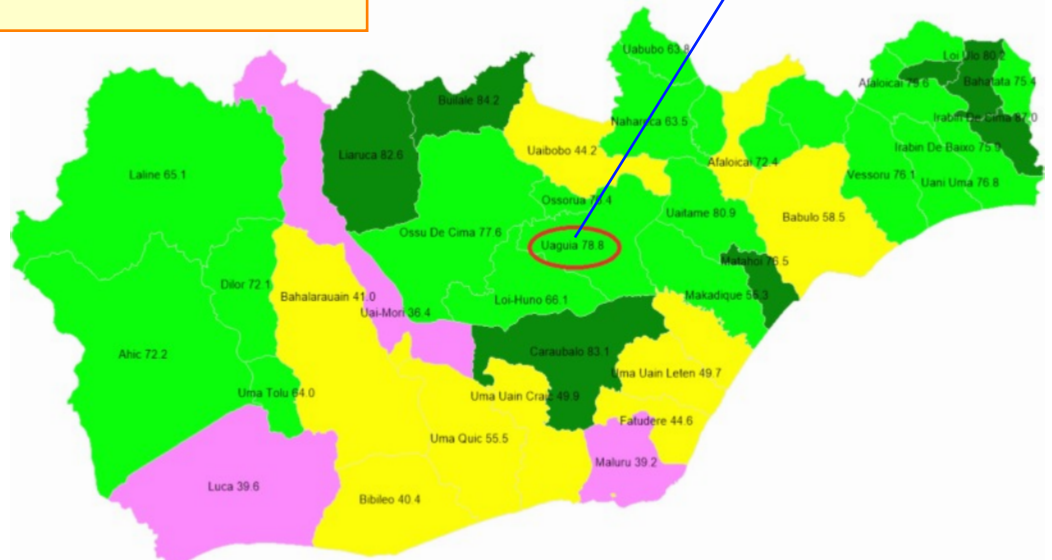 Uabubo 63.8
Loi Ulo 80.2
Afaloicai 79.6
Bahatata 75.4
Builale 84.2
Irabin De Cima 87.0
Nahareca 63.5
Liaruca 82.6
Uaibobo 44.2
Irabin De Baixo 75.9
Afaloicai 72.4
Laline 65.1
Vessoru 76.1
Uani Uma 76.8
Ossorua 76.4
Uaitame 80.9
Babulo 58.5
Ossu De Cima 77.6
Uaguia 78.8
Matahoi 76.5
Dilor 72.1
Bahalarauain 41.0
Makadique 56.3
Loi-Huno 66.1
Uai-Mori 36.4
Ahic 72.2
Caraubalo 83.1
Uma Uain Leten 49.7
Uma Tolu 64.0
Uma Uain Craic 49.9
Fatudere 44.6
Uma Quic 55.5
Maluru 39.2
Luca 39.6
Bibileo 40.4